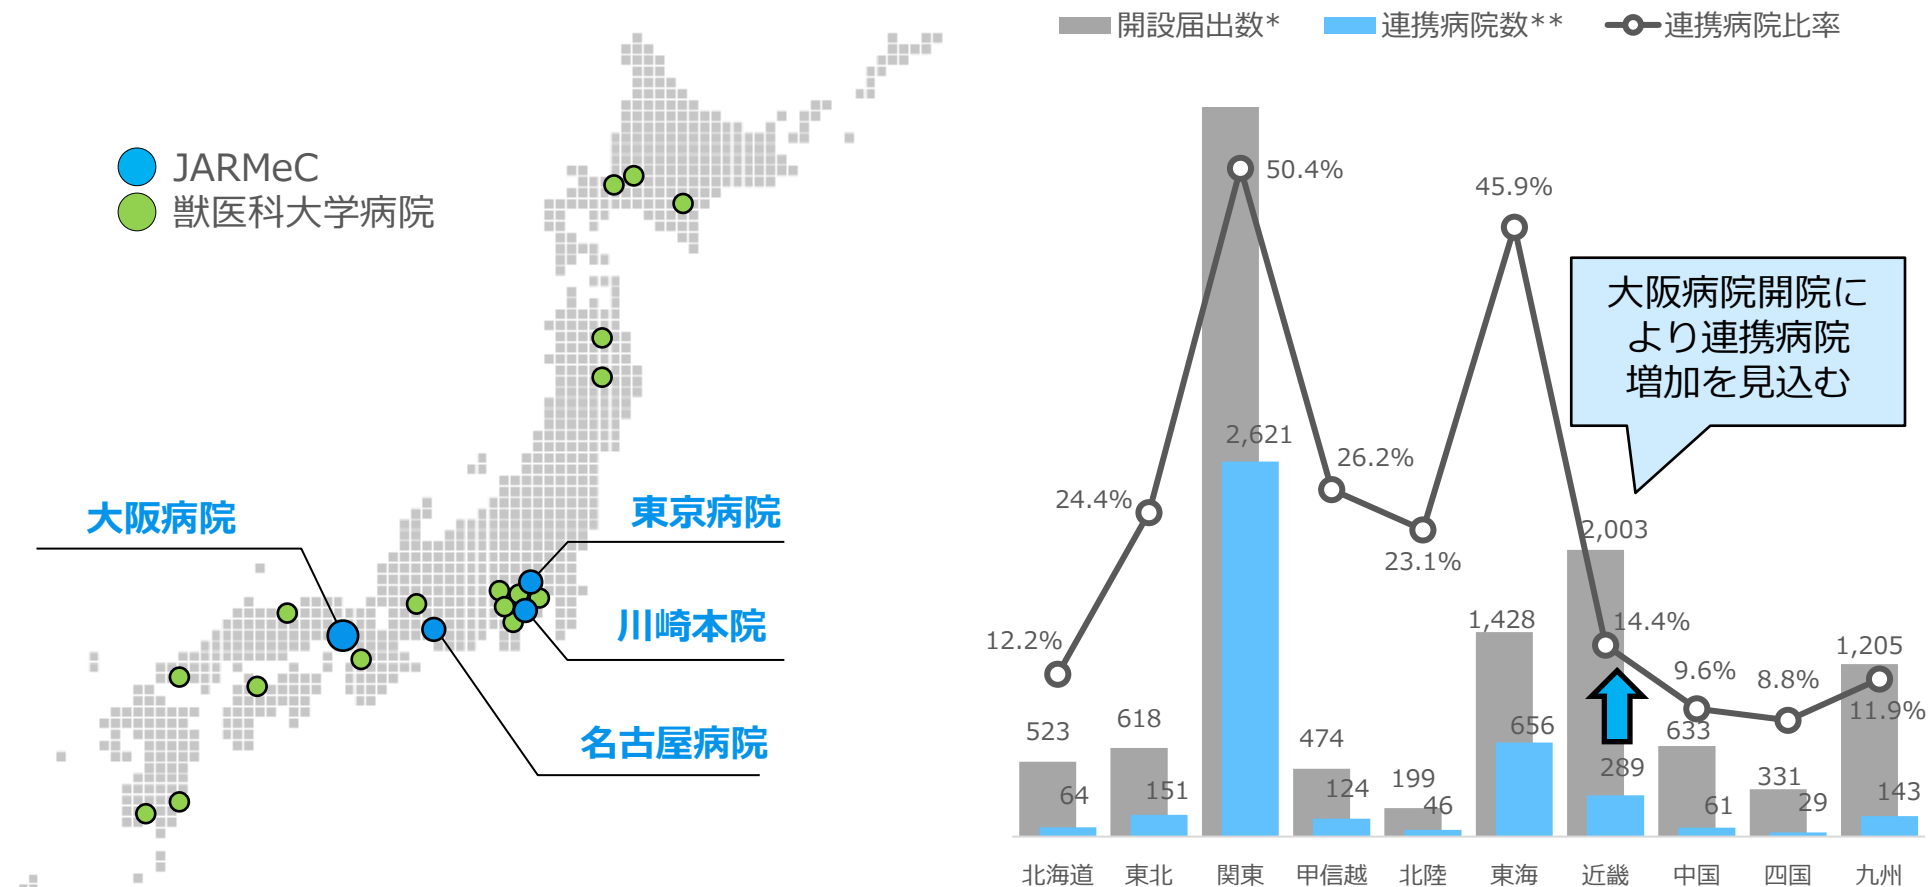 JARMeC
獣医科大学病院
大阪病院
東京病院
川崎本院
名古屋病院
開設届出数*
連携病院数**
連携病院比率
大阪病院開院に
より連携病院
増加を見込む
12.2%
24.4%
50.4%
26.2%
23.1%
45.9%
14.4%
9.6%
8.8%
11.9%
523
618
474
199
1,428
2,003
633
331
1,205
64
151
2,621
124
46
656
289
61
29
143
北海道
東北
関東
甲信越
北陸
東海
近畿
中国
四国
九州